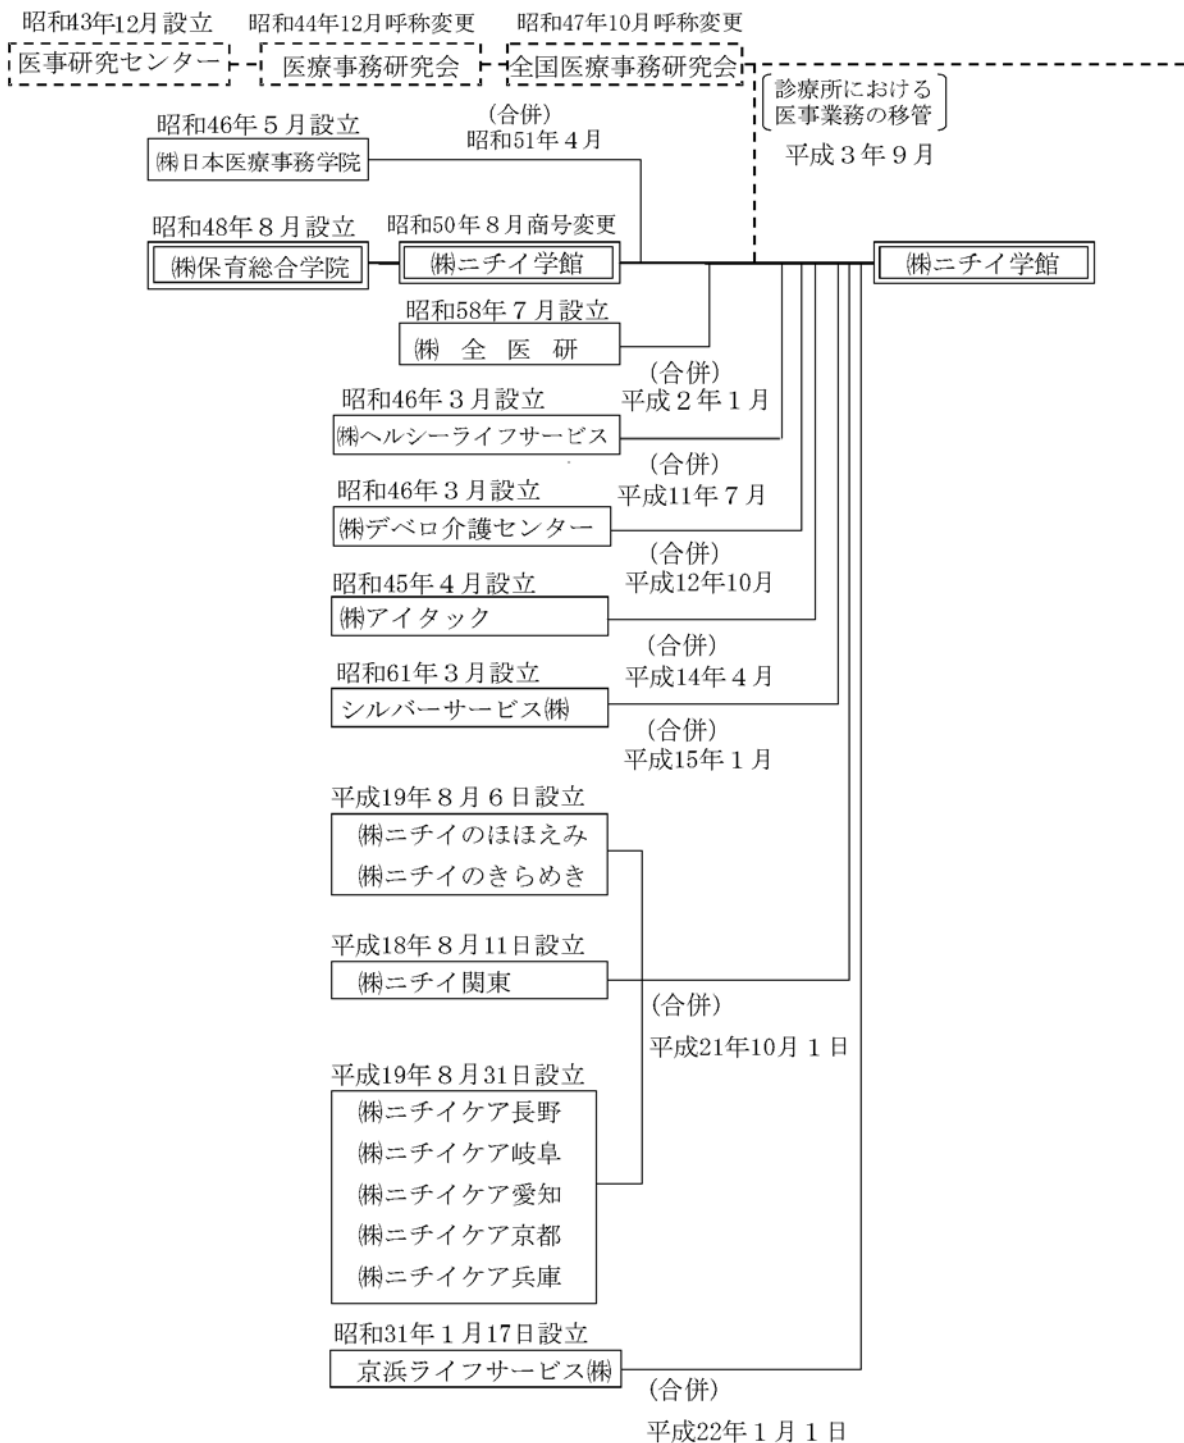 昭和43年12月設立
昭和44年12月呼称変更
昭和47年10月呼称変更
医事研究センター
医療事務研究会
全国医療事務研究会
診療所における
医事業務の移管
平成３年９月
(合併)
昭和51年４月
昭和46年５月設立
㈱日本医療事務学院
昭和48年８月設立
昭和50年８月商号変更
㈱保育総合学院
㈱ニチイ学館
㈱ニチイ学館
昭和58年７月設立
㈱ 全 医 研
(合併)
平成２年１月
昭和46年３月設立
㈱ヘルシーライフサービス
(合併)
平成11年７月
昭和46年３月設立
㈱デベロ介護センター
(合併)
平成12年10月
昭和45年４月設立
㈱アイタック
(合併)
平成14年４月
昭和61年３月設立
シルバーサービス㈱
(合併)
平成15年１月
平成19年８月６日設立
㈱ニチイのほほえみ
㈱ニチイのきらめき
平成18年８月11日設立
㈱ニチイ関東
(合併)
平成21年10月１日
平成19年８月31日設立
㈱ニチイケア長野
㈱ニチイケア岐阜
㈱ニチイケア愛知
㈱ニチイケア京都
㈱ニチイケア兵庫
昭和31年１月17日設立
京浜ライフサービス㈱
(合併)
平成22年１月１日